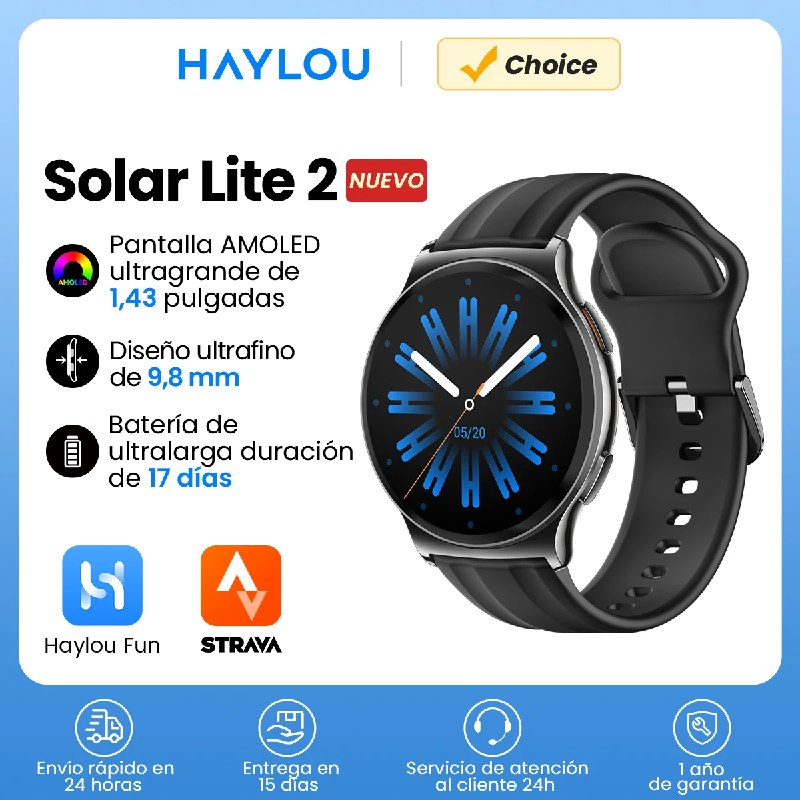 HAYLOU
Choice
Solar Lite 2 NUEVO
AMOLED
Pantalla AMOLED
ultragrande de
1,43 pulgadas
Diseño ultrafino
de 9,8 mm
Batería de
ultralarga duración
de 17 días
05/20
Haylou Fun
STRAVA
Envío rápido en
24 horas
Entrega en
15 días
Servicio de atención
al cliente 24h
1 año
de garantía